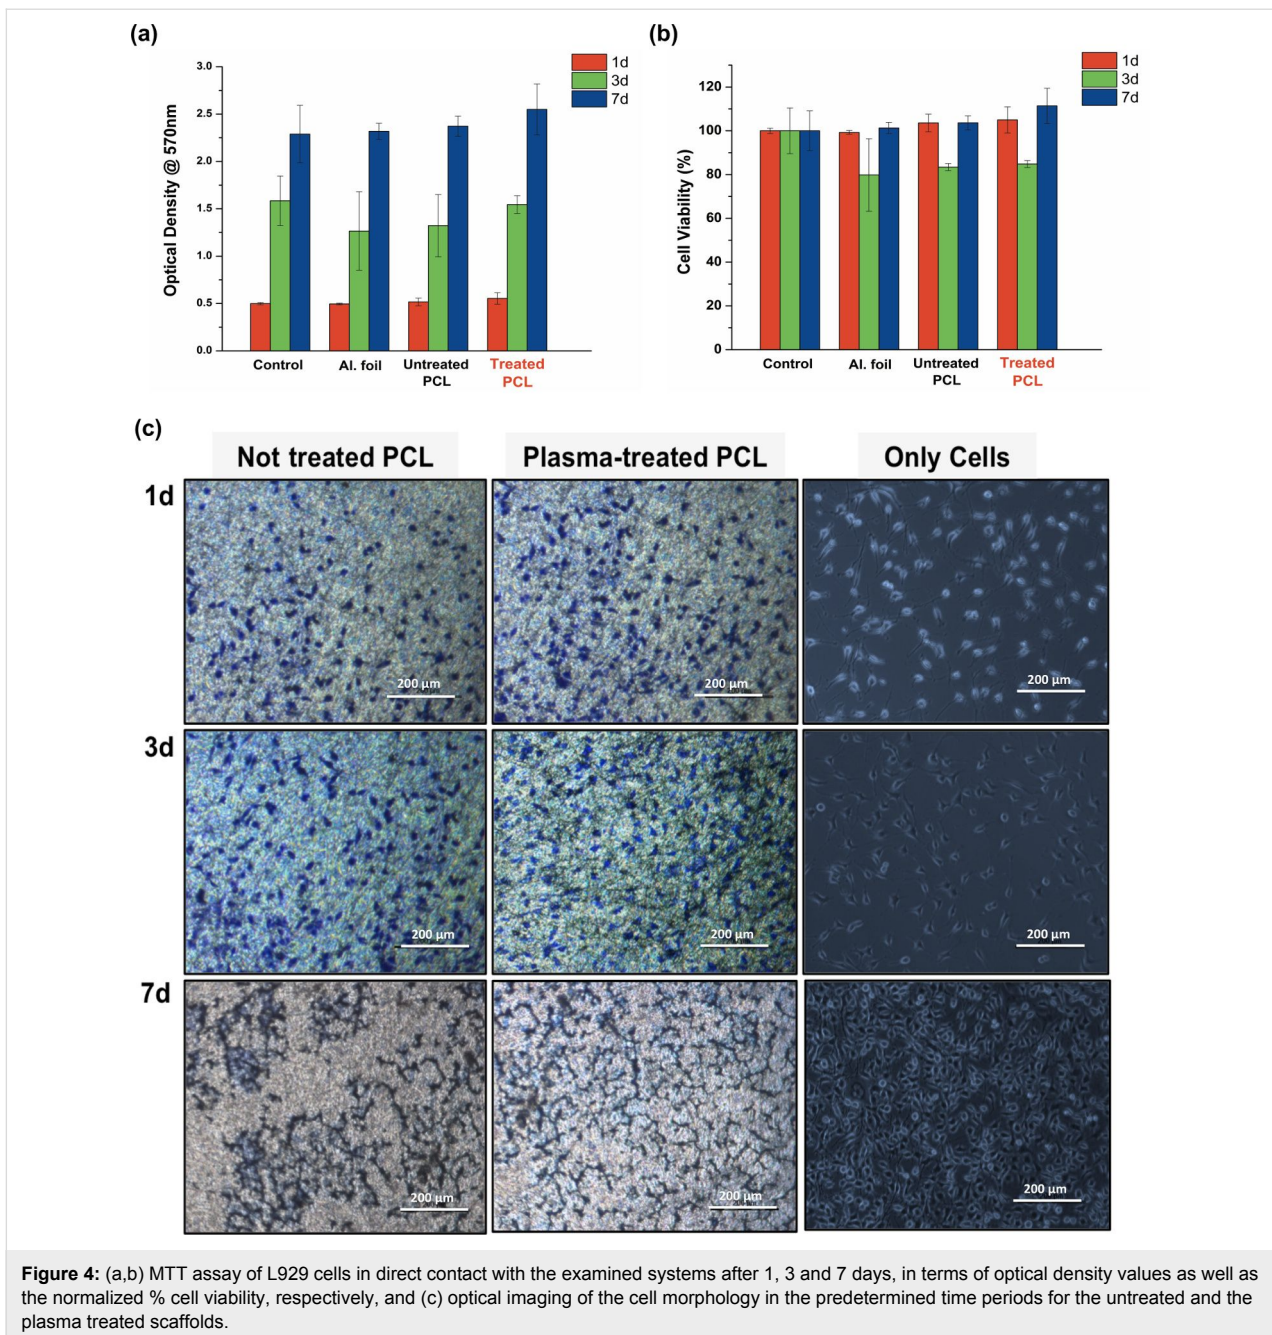 (a)
1d
3d
7d
3.0
2.5
2.0
1.5
1.0
0.5
0.0
Optical Density @ 570nm
Control
Al. foil
Untreated
PCL
Treated
PCL
(b)
1d
3d
7d
120
100
80
60
40
20
0
Cell Viability (%)
Control
Al. foil
Untreated
PCL
Treated
PCL
(c)
Not treated PCL Plasma-treated PCL Only Cells
1d
200 µm 200 µm 200 µm
3d
200 µm 200 µm 200 µm
7d
200 µm 200 µm 200 µm
Figure 4: (a,b) MTT assay of L929 cells in direct contact with the examined systems after 1, 3 and 7 days, in terms of optical density values as well as
the normalized % cell viability, respectively, and (c) optical imaging of the cell morphology in the predetermined time periods for the untreated and the
plasma treated scaffolds.